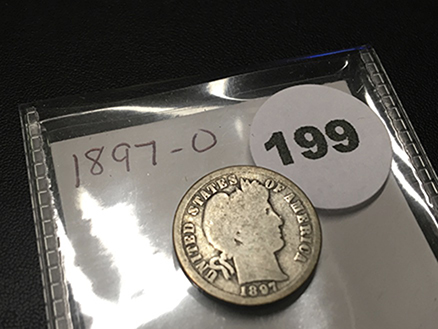 1897-O
199
UNITED STATES OF AMERICA
1897